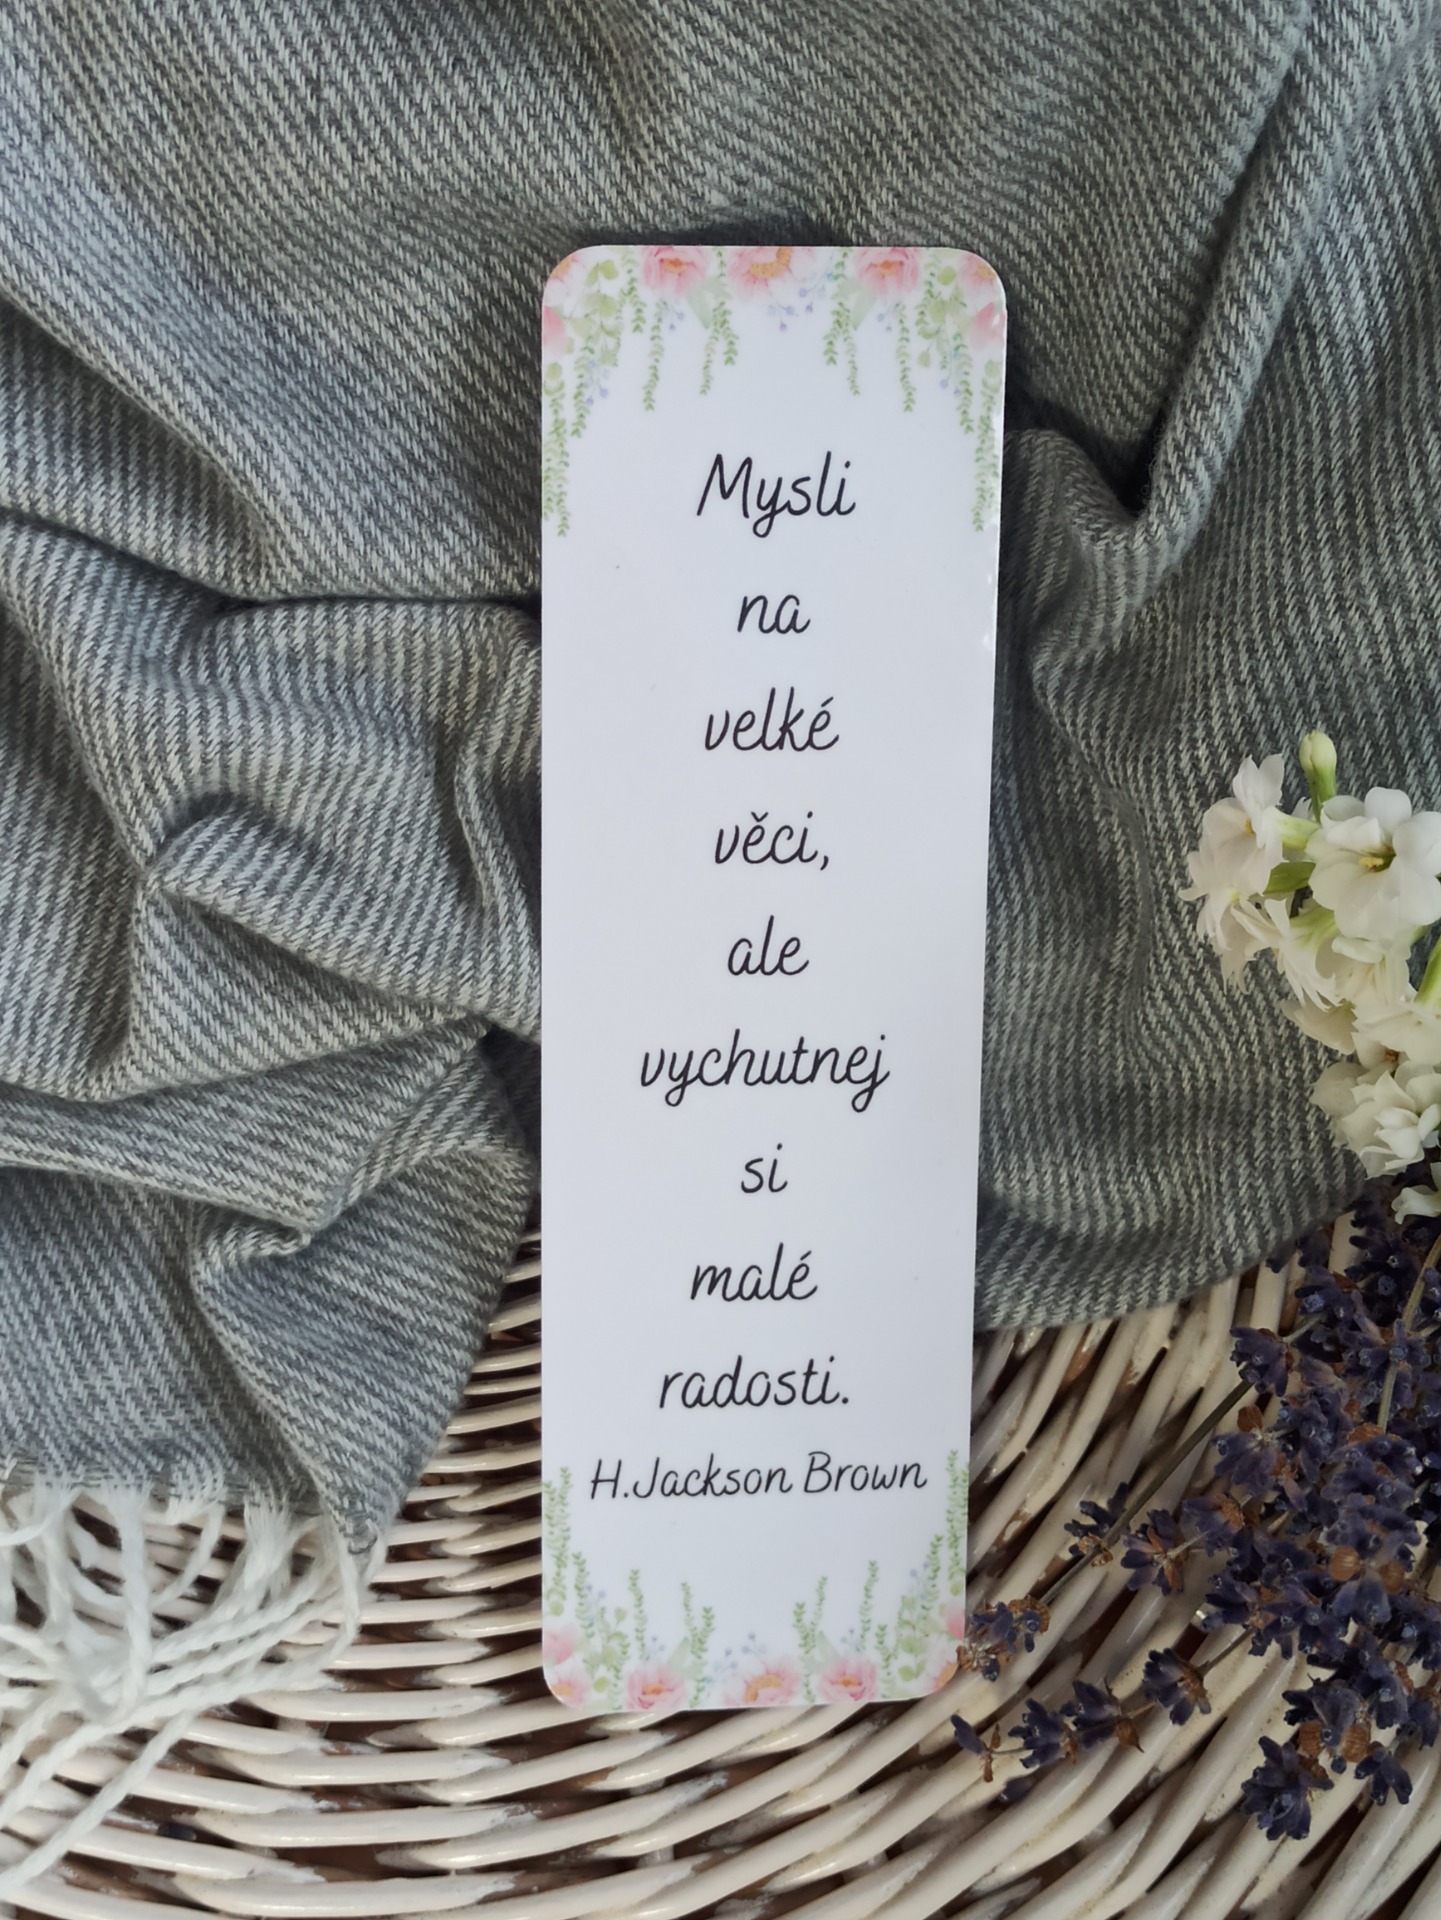 Mysli
na
velké
věci,
ale
vychutnej
si
malé
radosti.
H.Jackson Brown